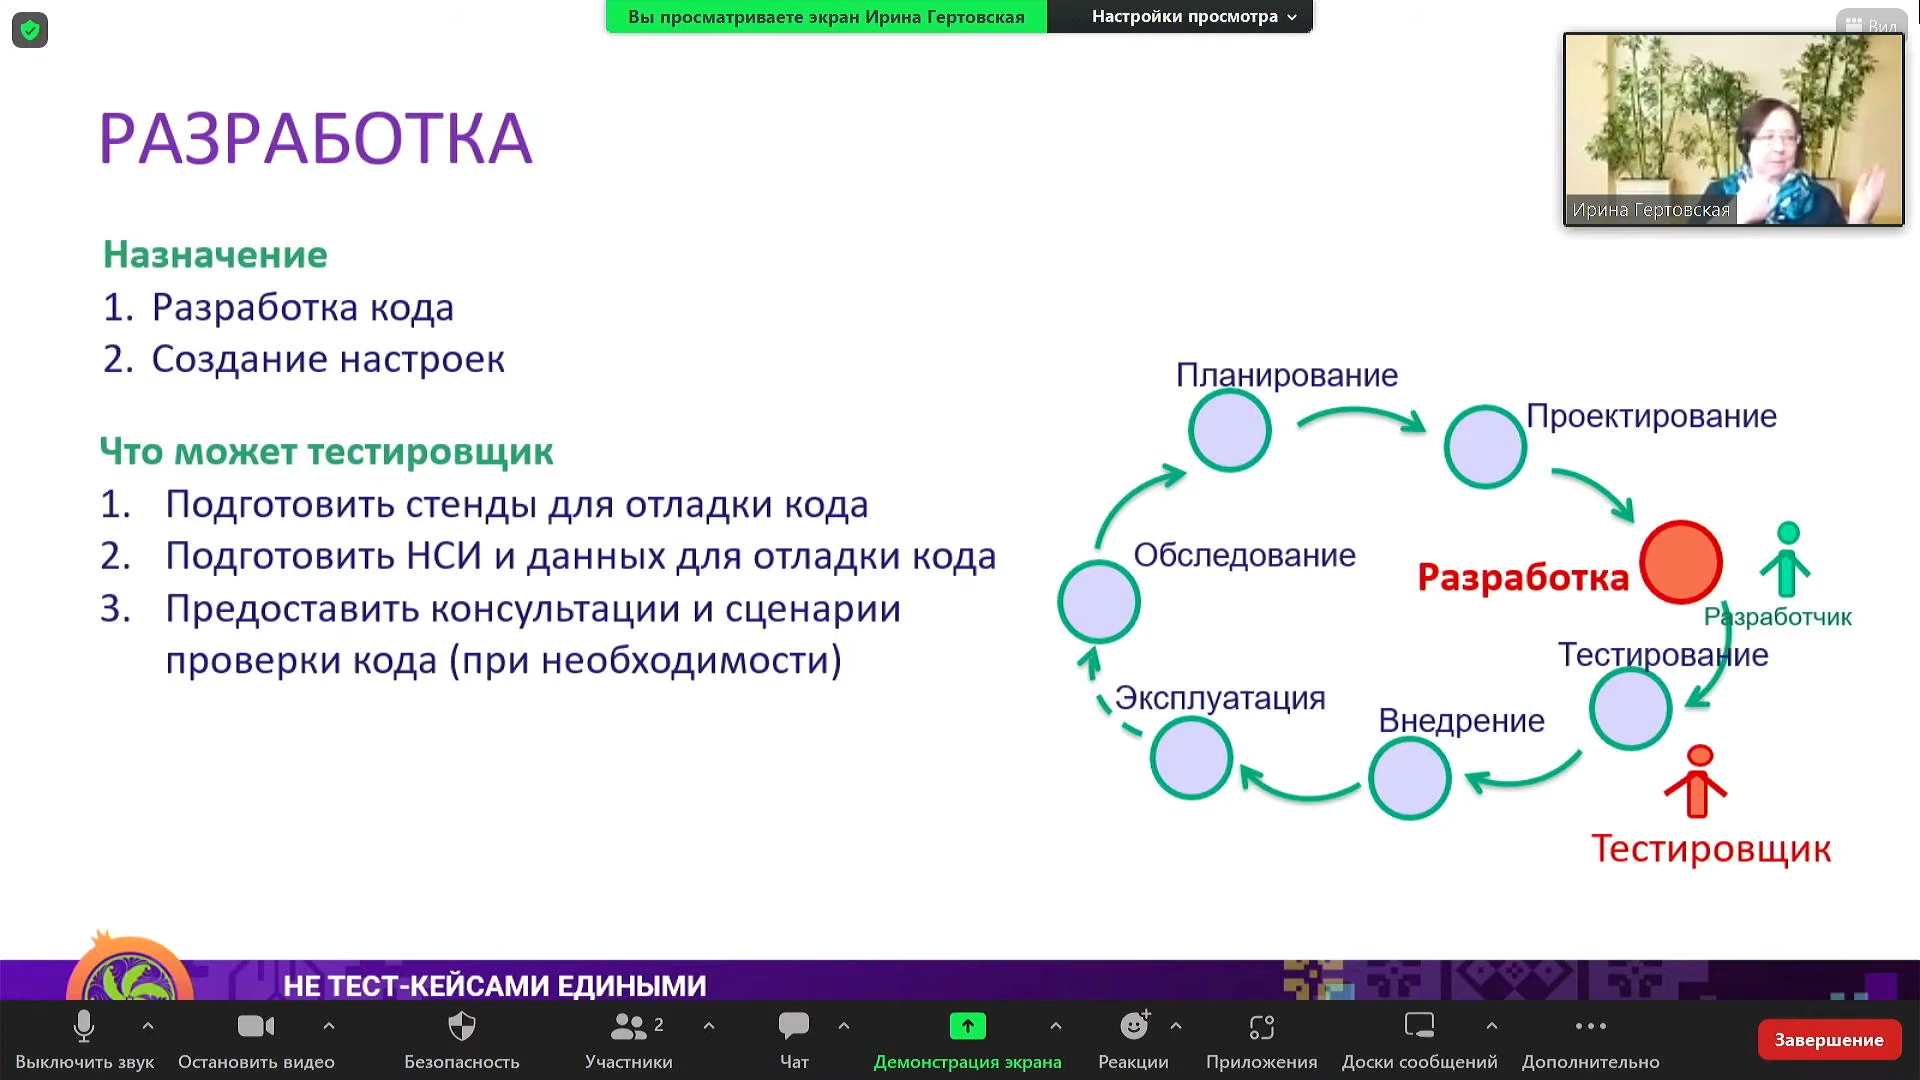 Вы просматриваете экран Ирина Гертовская
Настройки просмотра
Вид
Ирина Гертовская
РАЗРАБОТКА
Назначение
1. Разработка кода
2. Создание настроек
Что может тестировщик
1. Подготовить стенды для отладки кода
2. Подготовить НСИ и данных для отладки кода
3. Предоставить консультации и сценарии
проверки кода (при необходимости)
Планирование
Проектирование
Обследование
Разработка
Разработчик
Тестирование
Эксплуатация
Внедрение
Тестировщик
НЕ ТЕСТ-КЕЙСАМИ ЕДИНЫМИ
2
Выключить звук
Остановить видео
Безопасность
Участники
Чат
Демонстрация экрана
Реакции
Приложения
Доски сообщений
Дополнительно
Завершение